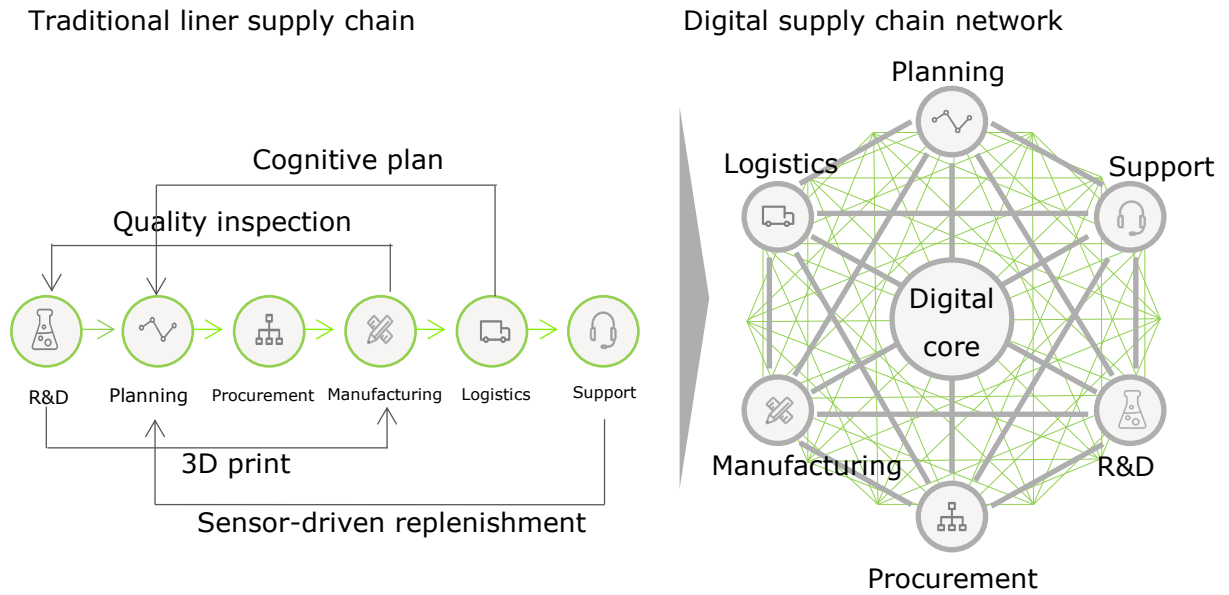 Traditional liner supply chain
Cognitive plan
Quality inspection
R&D
Planning
Procurement
Manufacturing
Logistics
Support
3D print
Sensor-driven replenishment
Digital supply chain network
Planning
Logistics
Support
Digital
core
Manufacturing
R&D
Procurement